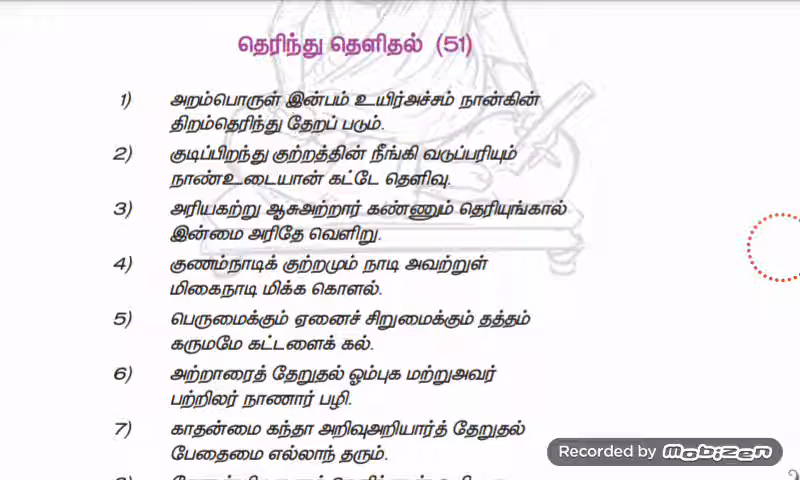 தெரிந்து தெளிதல் (51)
1) அறம்பொருள் இன்பம் உயிர்அச்சம் நான்கின்
திறம்தெரிந்து தேறப் படும்.
2) குடிப்பிறந்து குற்றத்தின் நீங்கி வடுப்பரியும்
நாண்உடையான் கட்டே தெளிவு.
3) அரியகற்று ஆசுஅற்றார் கண்ணும் தெரியுங்கால்
இன்மை அரிதே வெளிறு.
4) குணம்நாடிக் குற்றமும் நாடி அவற்றுள்
மிகைநாடி மிக்க கொளல்.
5) பெருமைக்கும் ஏனைச் சிறுமைக்கும் தத்தம்
கருமமே கட்டளைக் கல்.
6) அற்றாரைத் தேறுதல் ஓம்புக மற்றுஅவர்
பற்றிலர் நாணார் பழி.
7) காதன்மை கந்தா அறிவுஅறியார்த் தேறுதல்
பேதைமை எல்லாந் தரும்.
Recorded by Mobizen